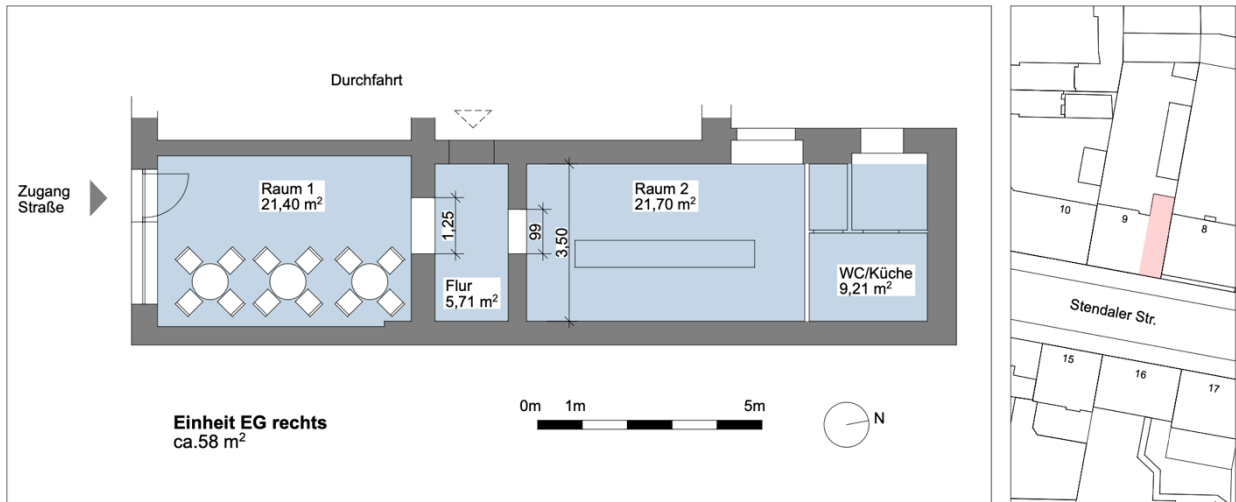 Durchfahrt
Zugang
Straße
Raum 1
21,40 m²
1,25
Flur
5,71 m²
99
3,50
Raum 2
21,70 m²
WC/Küche
9,21 m²
Einheit EG rechts
ca.58 m²
0m 1m 5m
N
10 9 8
Stendaler Str.
15 16 17